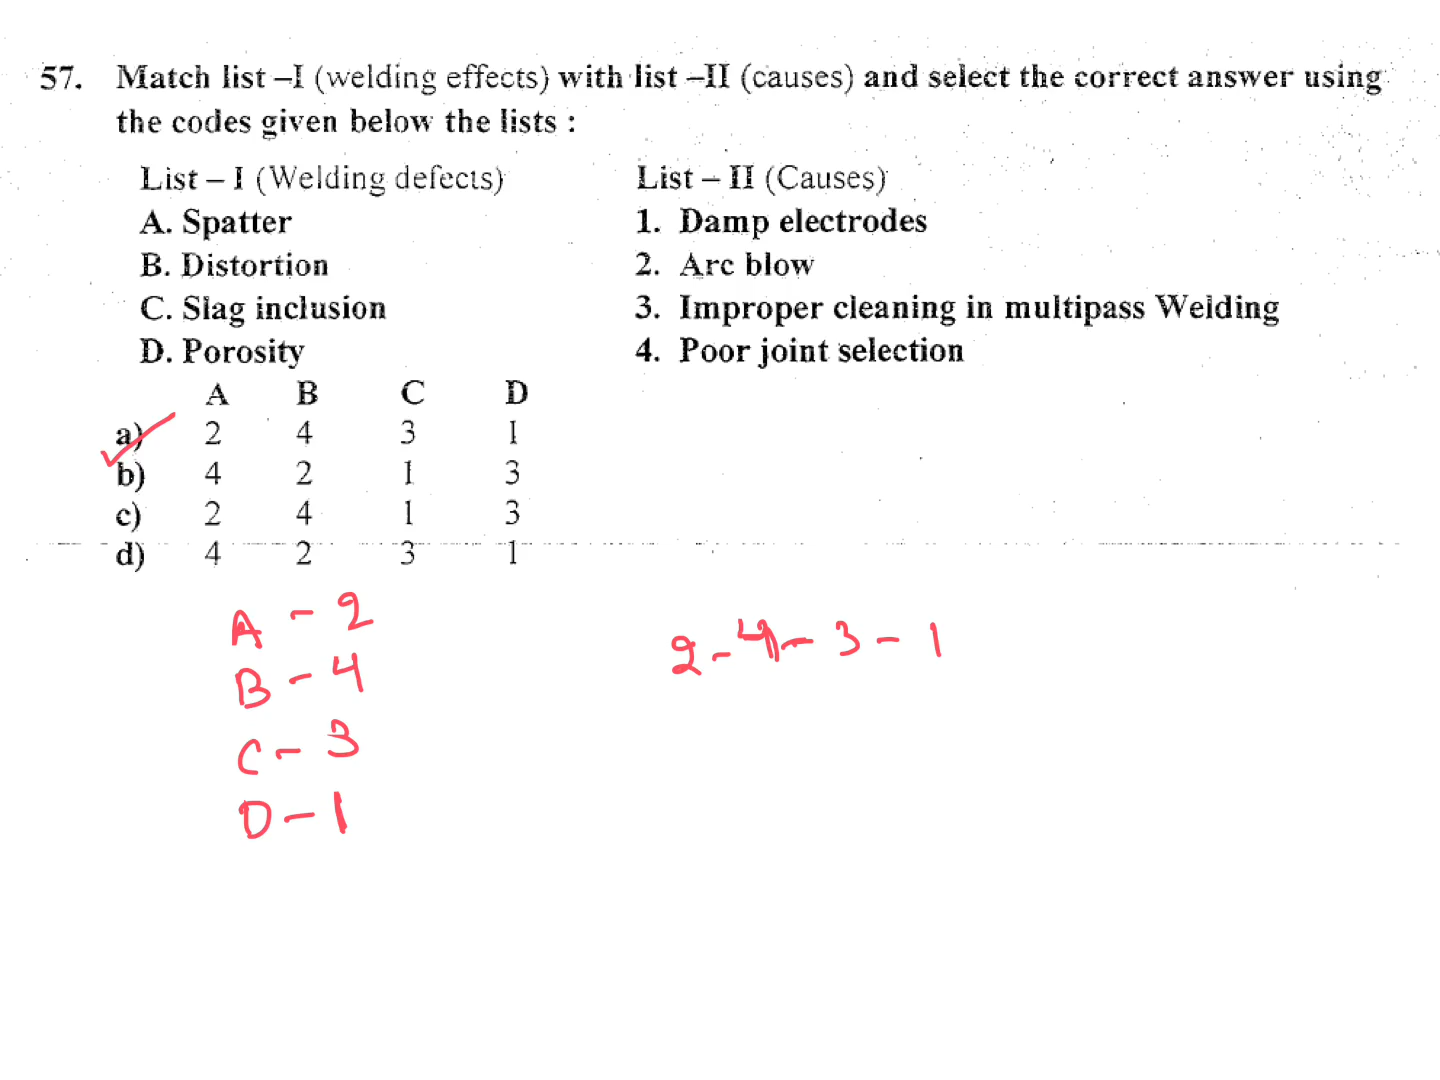 57. Match list –I (welding effects) with list –II (causes) and select the correct answer using
the codes given below the lists :
List – I (Welding defects) List – II (Causes)
A. Spatter 1. Damp electrodes
B. Distortion 2. Arc blow
C. Slag inclusion 3. Improper cleaning in multipass Welding
D. Porosity 4. Poor joint selection
A B C D
a) 2 4 3 1
b) 4 2 1 3
c) 2 4 1 3
d) 4 2 3 1
A - 2
B - 4
C - 3
D - 1
2 - 4 - 3 - 1